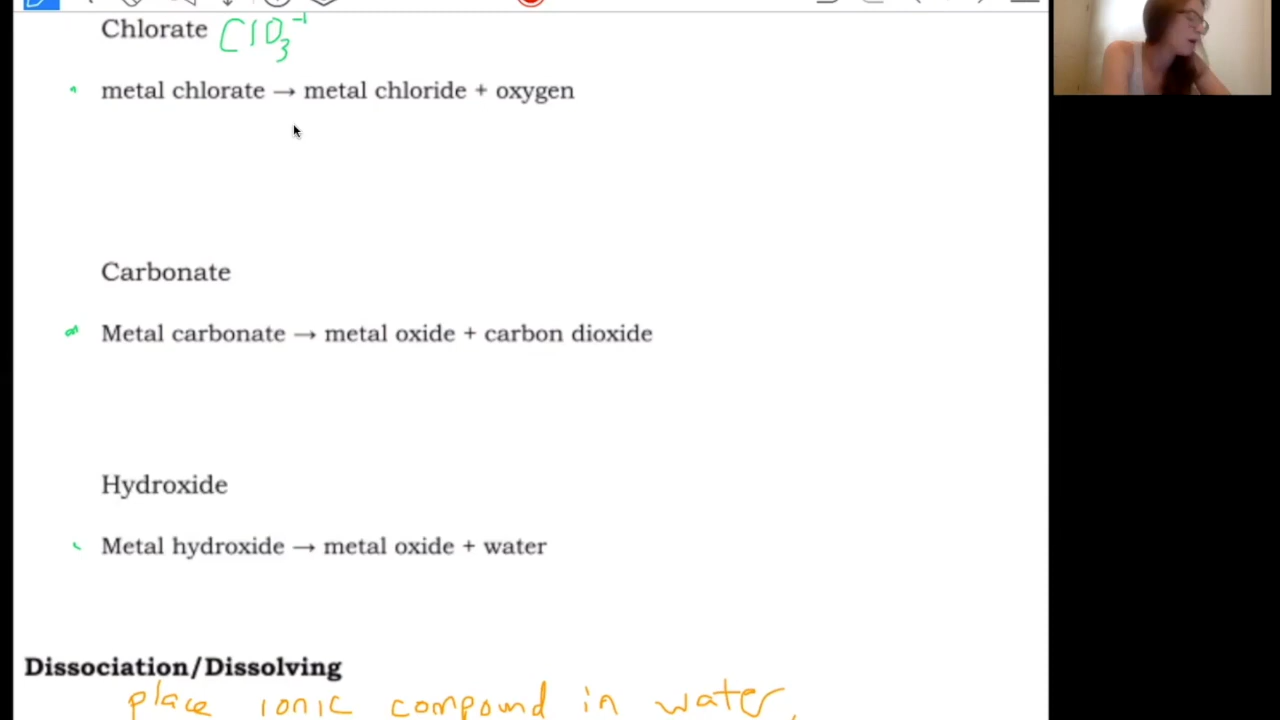 Chlorate ClO₃⁻¹
metal chlorate → metal chloride + oxygen
Carbonate
Metal carbonate → metal oxide + carbon dioxide
Hydroxide
Metal hydroxide → metal oxide + water
Dissociation/Dissolving
place ionic compound in water.